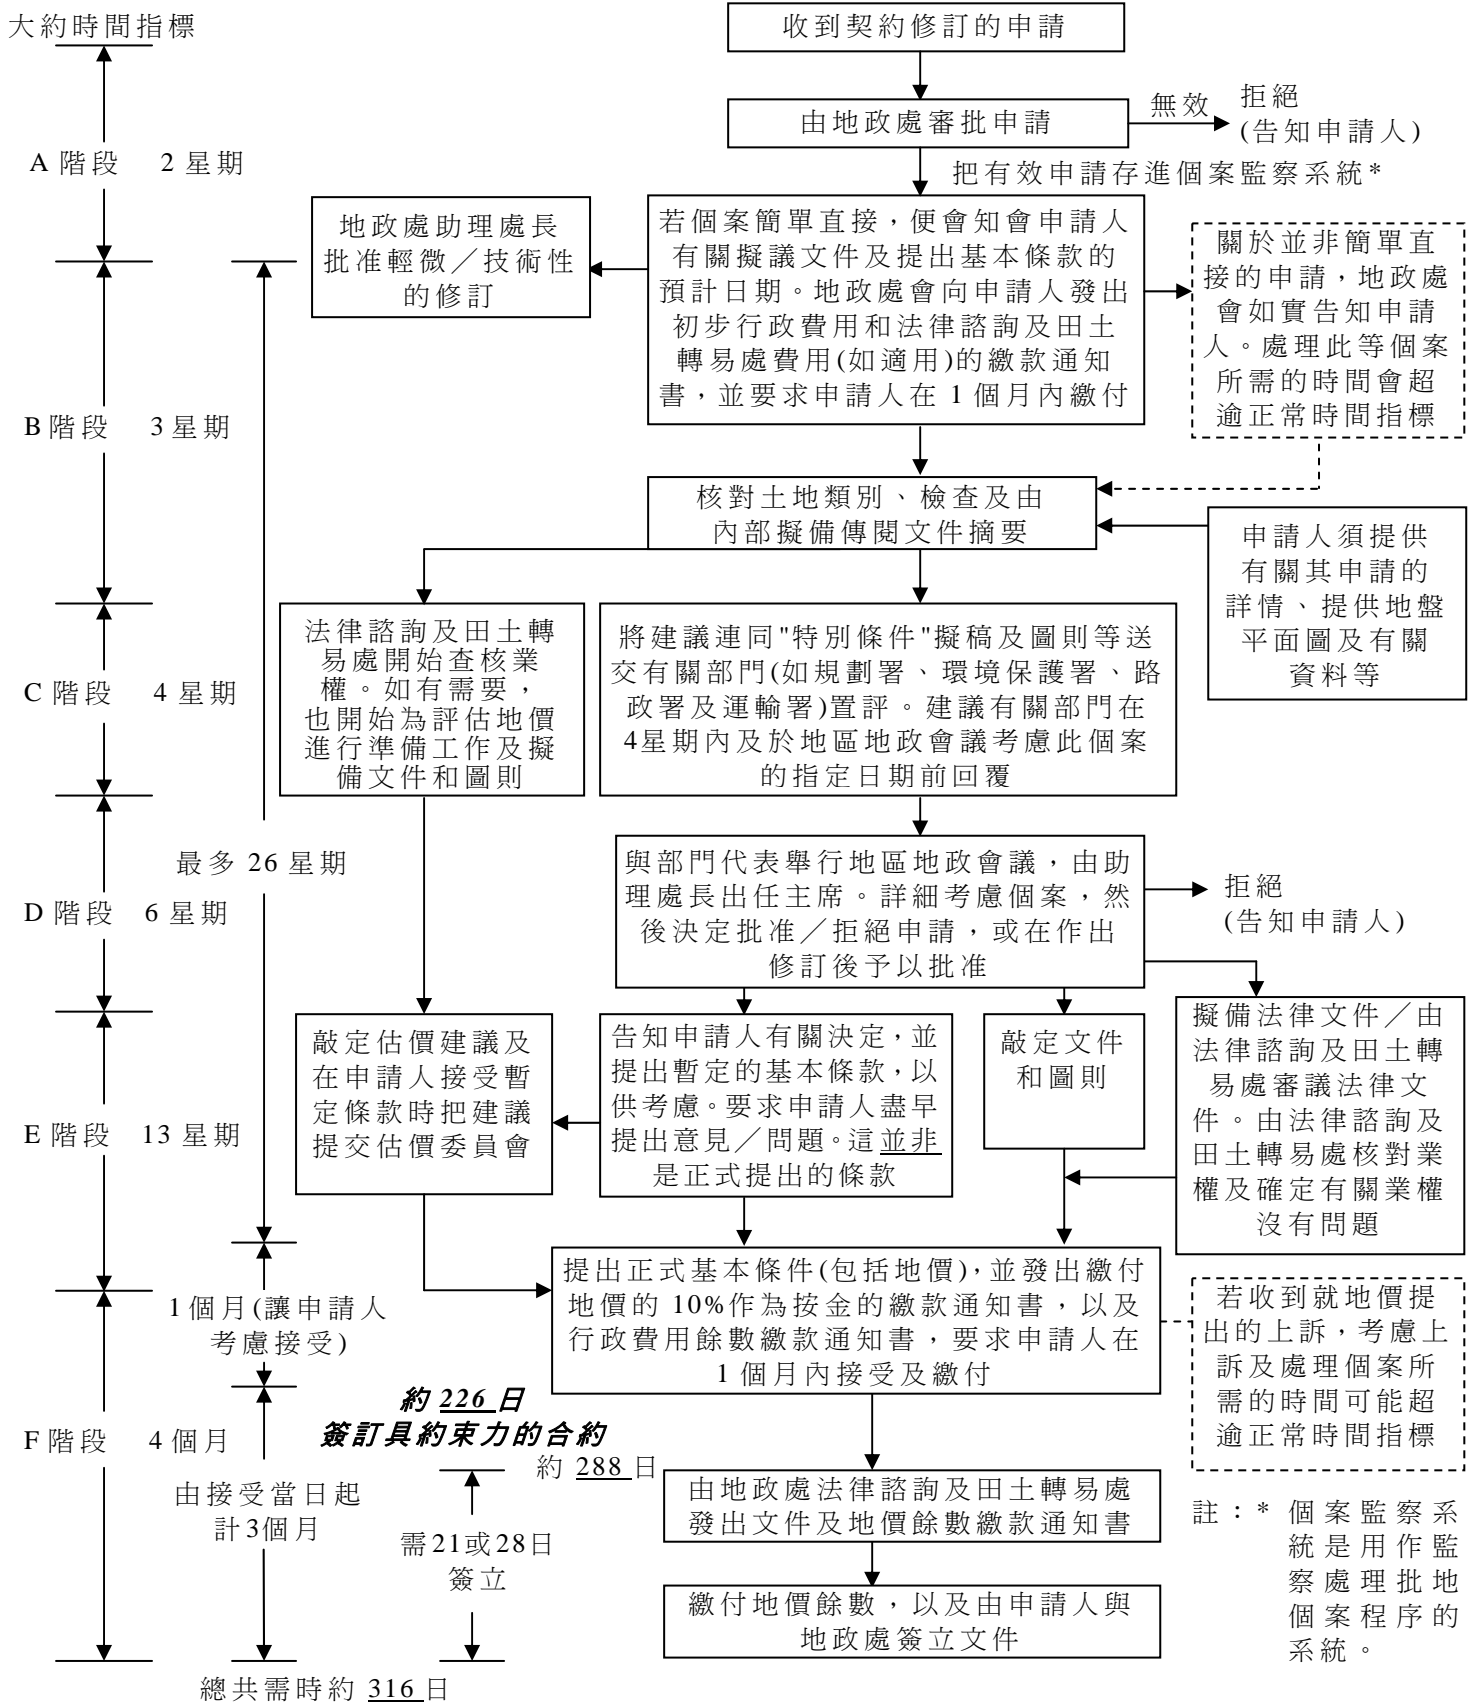 大約時間指標
收到契約修訂的申請
由地政處審批申請
無效
拒絕
(告知申請人)
A 階段 2 星期
把有效申請存進個案監察系統*
地政處助理處長
批准輕微／技術性
的修訂
若個案簡單直接，便會知會申請人
有關擬議文件及提出基本條款的
預計日期。地政處會向申請人發出
初步行政費用和法律諮詢及田土
轉易處費用(如適用)的繳款通知
書，並要求申請人在 1 個月內繳付
關於並非簡單直
接的申請，地政處
會如實告知申請
人。處理此等個案
所需的時間會超
逾正常時間指標
B 階段 3 星期
核對土地類別、檢查及由
內部擬備傳閱文件摘要
申請人須提供
有關其申請的
詳情、提供地盤
平面圖及有關
資料等
C 階段 4 星期
法律諮詢及田土轉
易處開始查核業
權。如有需要，
也開始為評估地價
進行準備工作及擬
備文件和圖則
將建議連同"特別條件"擬稿及圖則等送
交有關部門(如規劃署、環境保護署、路
政署及運輸署)置評。建議有關部門在
4星期內及於地區地政會議考慮此個案
的指定日期前回覆
最多 26 星期
D 階段 6 星期
與部門代表舉行地區地政會議，由助
理處長出任主席。詳細考慮個案，然
後決定批准／拒絕申請，或在作出
修訂後予以批准
拒絕
(告知申請人)
E 階段 13 星期
敲定估價建議及
在申請人接受暫
定條款時把建議
提交估價委員會
告知申請人有關決定，並
提出暫定的基本條款，以
供考慮。要求申請人盡早
提出意見／問題。這並非
是正式提出的條款
敲定文件
和圖則
擬備法律文件／由
法律諮詢及田土轉
易處審議法律文
件。由法律諮詢及
田土轉易處核對業
權及確定有關業權
沒有問題
1 個月(讓申請人
考慮接受)
提出正式基本條件(包括地價)，並發出繳付
地價的 10%作為按金的繳款通知書，以及
行政費用餘數繳款通知書，要求申請人在
1 個月內接受及繳付
若收到就地價提
出的上訴，考慮上
訴及處理個案所
需的時間可能超
逾正常時間指標
F 階段 4 個月
約 226 日
簽訂具約束力的合約
約 288 日
由接受當日起
計3個月
需21或28日
簽立
由地政處法律諮詢及田土轉易處
發出文件及地價餘數繳款通知書
繳付地價餘數，以及由申請人與
地政處簽立文件
註：* 個案監察系
統是用作監
察處理批地
個案程序的
系統。
總共需時約 316 日